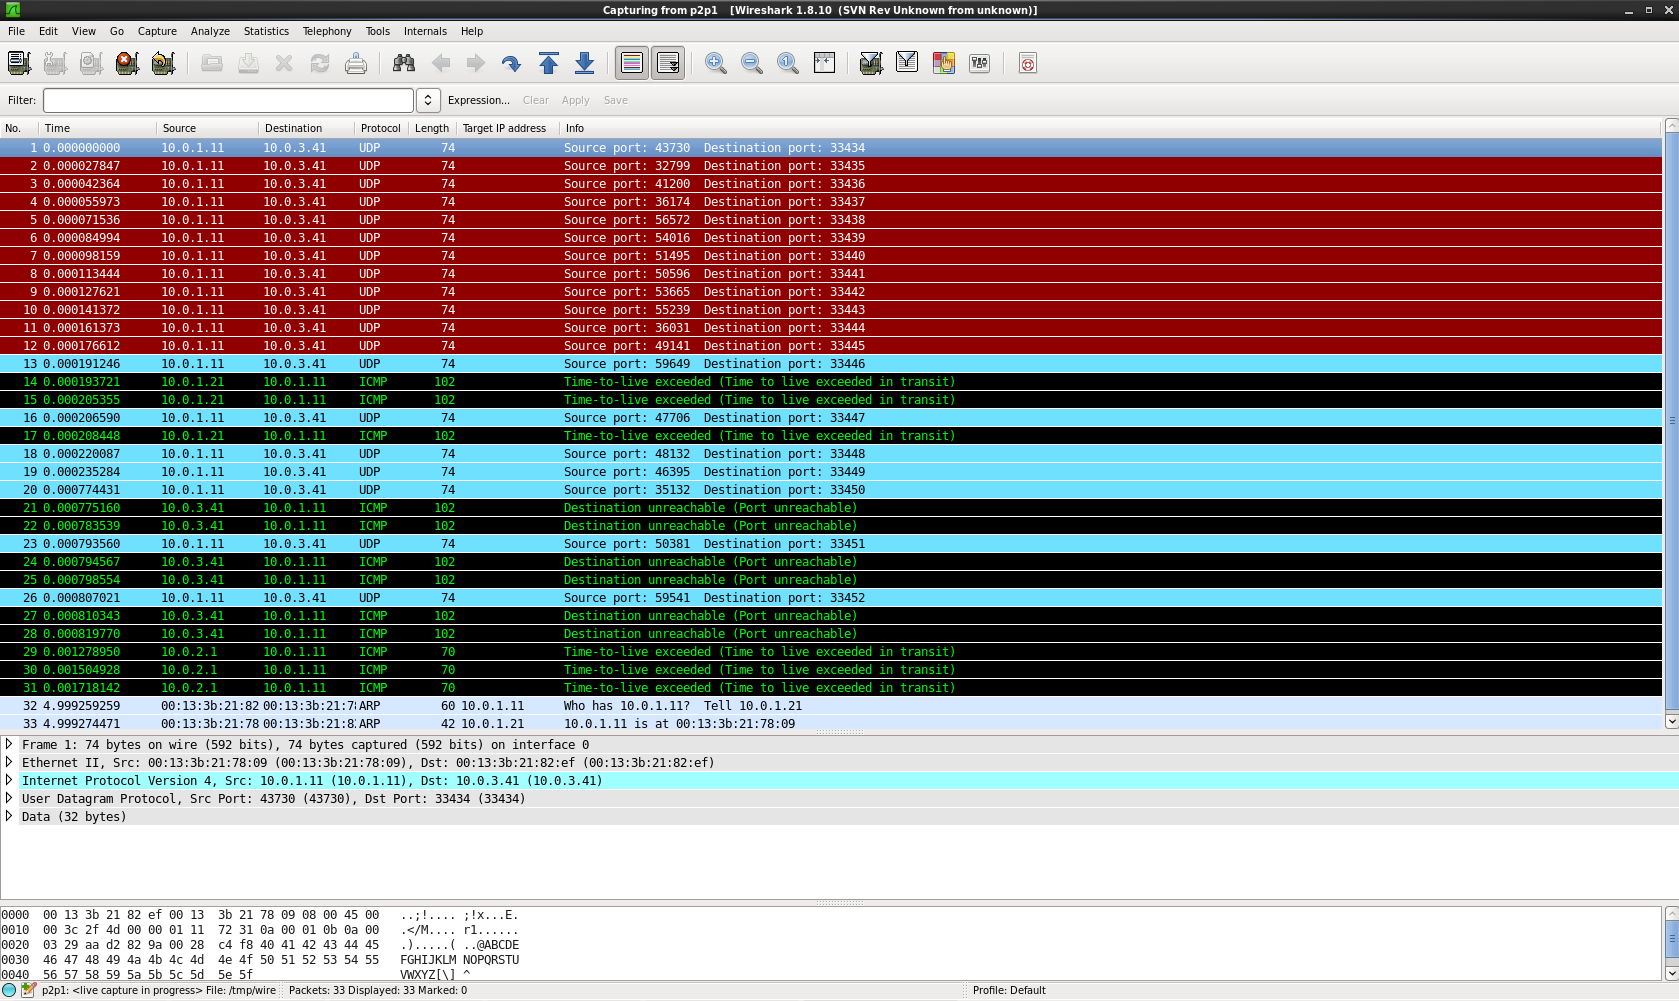 Capturing from p2p1 [Wireshark 1.8.10 (SVN Rev Unknown from unknown)]
File Edit View Go Capture Analyze Statistics Telephony Tools Internals Help
Filter: Expression... Clear Apply Save
No. Time Source Destination Protocol Length Target IP address Info
1 0.000000000 10.0.1.11 10.0.3.41 UDP 74 Source port: 43730 Destination port: 33434
2 0.000027847 10.0.1.11 10.0.3.41 UDP 74 Source port: 32799 Destination port: 33435
3 0.000042364 10.0.1.11 10.0.3.41 UDP 74 Source port: 41200 Destination port: 33436
4 0.000055973 10.0.1.11 10.0.3.41 UDP 74 Source port: 36174 Destination port: 33437
5 0.000071536 10.0.1.11 10.0.3.41 UDP 74 Source port: 56572 Destination port: 33438
6 0.000084994 10.0.1.11 10.0.3.41 UDP 74 Source port: 54016 Destination port: 33439
7 0.000098159 10.0.1.11 10.0.3.41 UDP 74 Source port: 51495 Destination port: 33440
8 0.000113444 10.0.1.11 10.0.3.41 UDP 74 Source port: 50596 Destination port: 33441
9 0.000127621 10.0.1.11 10.0.3.41 UDP 74 Source port: 53665 Destination port: 33442
10 0.000141372 10.0.1.11 10.0.3.41 UDP 74 Source port: 55239 Destination port: 33443
11 0.000161373 10.0.1.11 10.0.3.41 UDP 74 Source port: 36031 Destination port: 33444
12 0.000176612 10.0.1.11 10.0.3.41 UDP 74 Source port: 49141 Destination port: 33445
13 0.000191246 10.0.1.11 10.0.3.41 UDP 74 Source port: 59649 Destination port: 33446
14 0.000193721 10.0.1.21 10.0.1.11 ICMP 102 Time-to-live exceeded (Time to live exceeded in transit)
15 0.000205355 10.0.1.21 10.0.1.11 ICMP 102 Time-to-live exceeded (Time to live exceeded in transit)
16 0.000206590 10.0.1.11 10.0.3.41 UDP 74 Source port: 47706 Destination port: 33447
17 0.000208448 10.0.1.21 10.0.1.11 ICMP 102 Time-to-live exceeded (Time to live exceeded in transit)
18 0.000220087 10.0.1.11 10.0.3.41 UDP 74 Source port: 48132 Destination port: 33448
19 0.000235284 10.0.1.11 10.0.3.41 UDP 74 Source port: 46395 Destination port: 33449
20 0.000774431 10.0.1.11 10.0.3.41 UDP 74 Source port: 35132 Destination port: 33450
21 0.000775160 10.0.3.41 10.0.1.11 ICMP 102 Destination unreachable (Port unreachable)
22 0.000783539 10.0.3.41 10.0.1.11 ICMP 102 Destination unreachable (Port unreachable)
23 0.000793560 10.0.1.11 10.0.3.41 UDP 74 Source port: 50381 Destination port: 33451
24 0.000794567 10.0.3.41 10.0.1.11 ICMP 102 Destination unreachable (Port unreachable)
25 0.000798554 10.0.3.41 10.0.1.11 ICMP 102 Destination unreachable (Port unreachable)
26 0.000807021 10.0.1.11 10.0.3.41 UDP 74 Source port: 59541 Destination port: 33452
27 0.000810343 10.0.3.41 10.0.1.11 ICMP 102 Destination unreachable (Port unreachable)
28 0.000819770 10.0.3.41 10.0.1.11 ICMP 102 Destination unreachable (Port unreachable)
29 0.001278950 10.0.2.1 10.0.1.11 ICMP 70 Time-to-live exceeded (Time to live exceeded in transit)
30 0.001504928 10.0.2.1 10.0.1.11 ICMP 70 Time-to-live exceeded (Time to live exceeded in transit)
31 0.001718142 10.0.2.1 10.0.1.11 ICMP 70 Time-to-live exceeded (Time to live exceeded in transit)
32 4.999259259 00:13:3b:21:82 00:13:3b:21:7 ARP 60 10.0.1.11 Who has 10.0.1.11? Tell 10.0.1.21
33 4.999274471 00:13:3b:21:78 00:13:3b:21:8 ARP 42 10.0.1.21 10.0.1.11 is at 00:13:3b:21:78:09
Frame 1: 74 bytes on wire (592 bits), 74 bytes captured (592 bits) on interface 0
Ethernet II, Src: 00:13:3b:21:78:09 (00:13:3b:21:78:09), Dst: 00:13:3b:21:82:ef (00:13:3b:21:82:ef)
Internet Protocol Version 4, Src: 10.0.1.11 (10.0.1.11), Dst: 10.0.3.41 (10.0.3.41)
User Datagram Protocol, Src Port: 43730 (43730), Dst Port: 33434 (33434)
Data (32 bytes)
0000 00 13 3b 21 82 ef 00 13 3b 21 78 09 08 00 45 00 ..;!.... ;!x...E.
0010 00 3c 2f 4d 00 00 01 11 72 31 0a 00 01 0b 0a 00 .</M.... r1......
0020 03 29 aa d2 82 9a 00 28 c4 f8 40 41 42 43 44 45 .).....( ..@ABCDE
0030 46 47 48 49 4a 4b 4c 4d 4e 4f 50 51 52 53 54 55 FGHIJKLM NOPQRSTU
0040 56 57 58 59 5a 5b 5c 5d 5e 5f VWXYZ[\] ^
p2p1: <live capture in progress> File: /tmp/wire Packets: 33 Displayed: 33 Marked: 0 Profile: Default